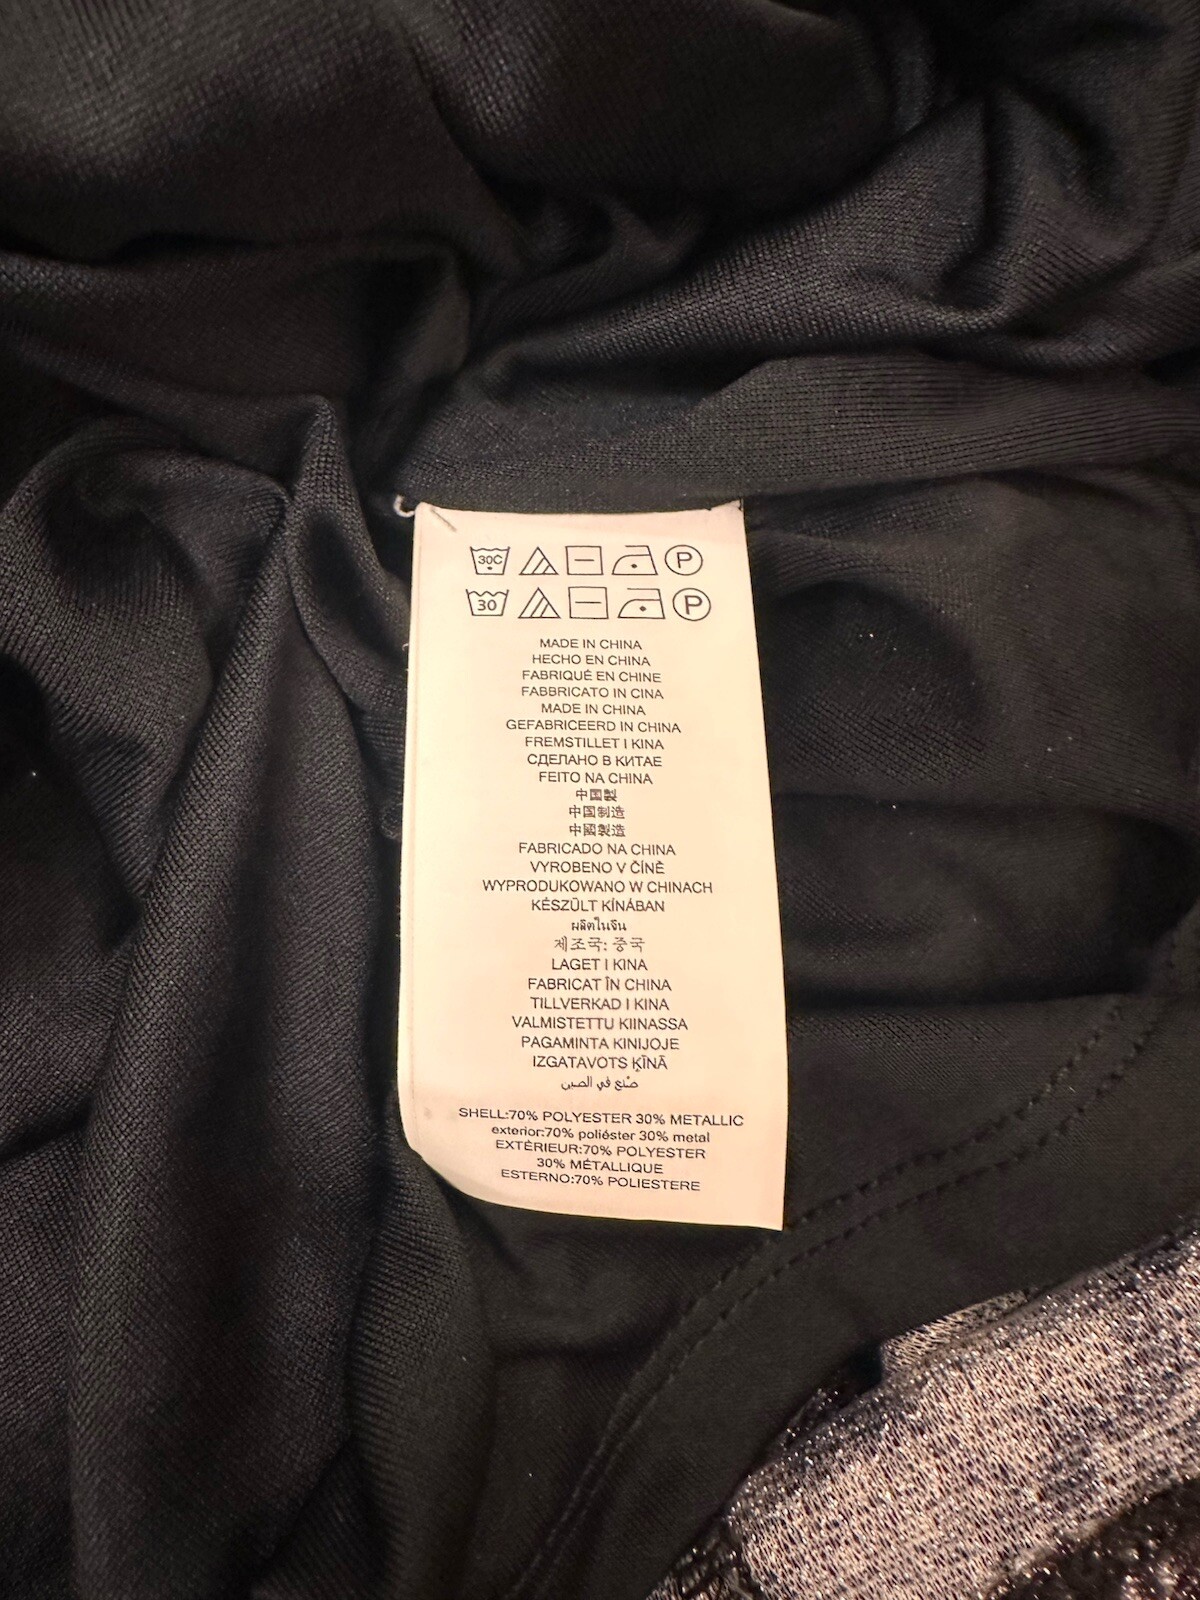 30C P
30 P
MADE IN CHINA
HECHO EN CHINA
FABRIQUÉ EN CHINE
FABBRICATO IN CINA
MADE IN CHINA
GEFABRICEERD IN CHINA
FREMSTILLET I KINA
СДЕЛАНО В КИТАЕ
FEITO NA CHINA
中国製
中国制造
中國製造
FABRICADO NA CHINA
VYROBENO V ČÍNĚ
WYPRODUKOWANO W CHINACH
KÉSZÜLT KÍNÁBAN
ผลิตในจีน
제조국: 중국
LAGET I KINA
FABRICAT ÎN CHINA
TILLVERKAD I KINA
VALMISTETTU KIINASSA
PAGAMINTA KINIJOJE
IZGATAVOTS ĶĪNĀ
صُنع في الصين
SHELL:70% POLYESTER 30% METALLIC
exterior:70% poliéster 30% metal
EXTÉRIEUR:70% POLYESTER
30% MÉTALLIQUE
ESTERNO:70% POLIESTERE